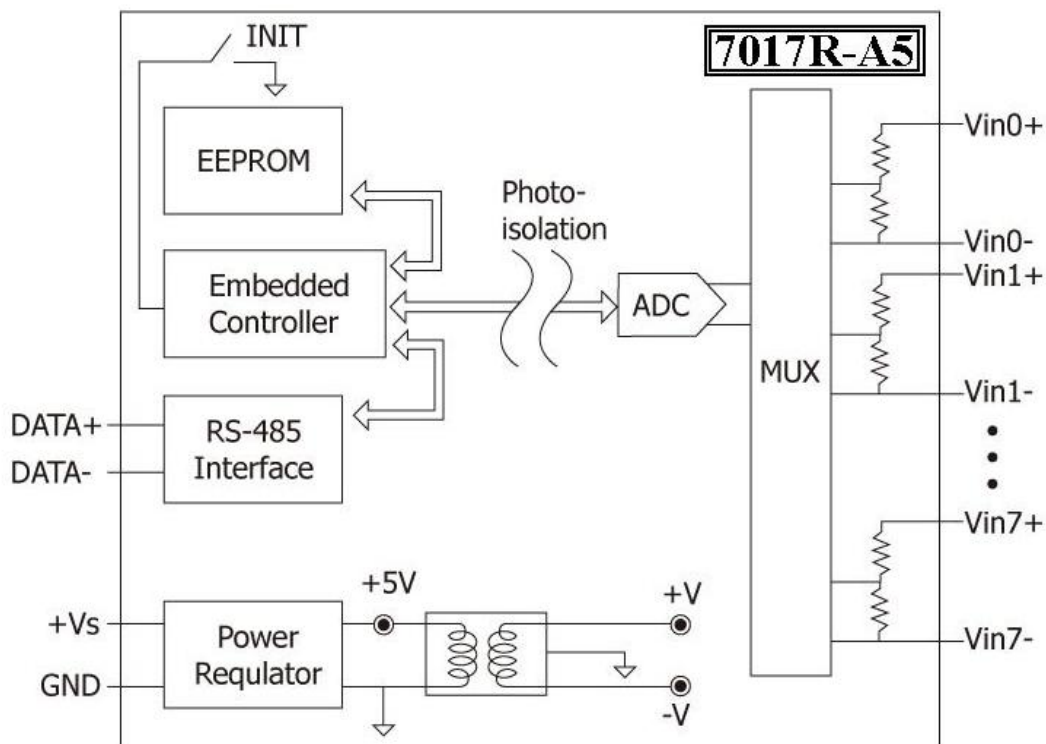 INIT
7017R-A5
EEPROM
Photo-
isolation
Embedded
Controller
ADC
MUX
RS-485
Interface
DATA+
DATA-
Vin0+
Vin0-
Vin1+
Vin1-
Vin7+
Vin7-
+5V
+V
-V
+Vs
GND
Power
Requlator